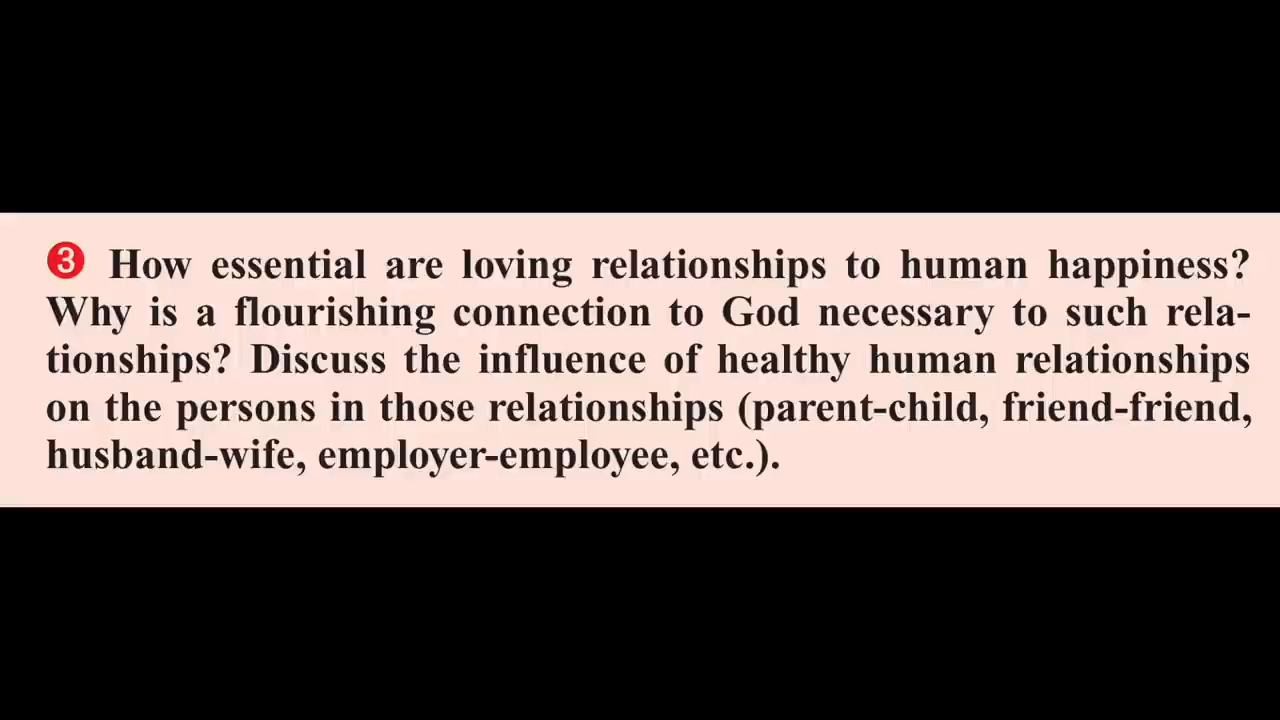 3 How essential are loving relationships to human happiness?
Why is a flourishing connection to God necessary to such rela-
tionships? Discuss the influence of healthy human relationships
on the persons in those relationships (parent-child, friend-friend,
husband-wife, employer-employee, etc.).